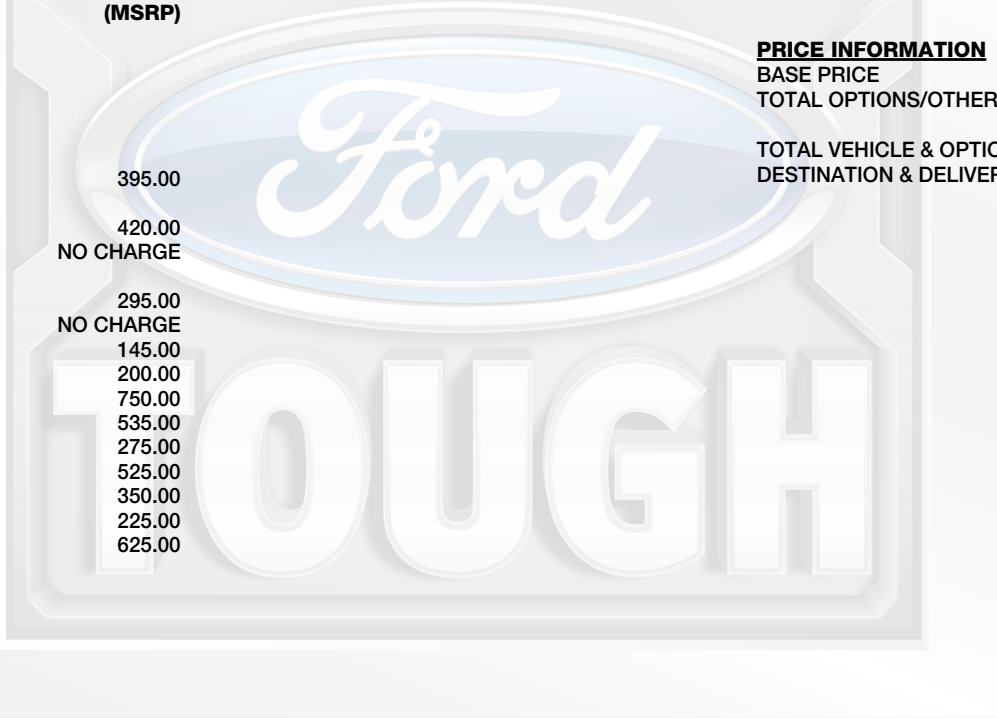 (MSRP)
395.00
420.00
NO CHARGE
295.00
NO CHARGE
145.00
200.00
750.00
535.00
275.00
525.00
350.00
225.00
625.00
PRICE INFORMATION
BASE PRICE
TOTAL OPTIONS/OTHER
TOTAL VEHICLE & OPTIO
DESTINATION & DELIVER
Ford
TOUGH